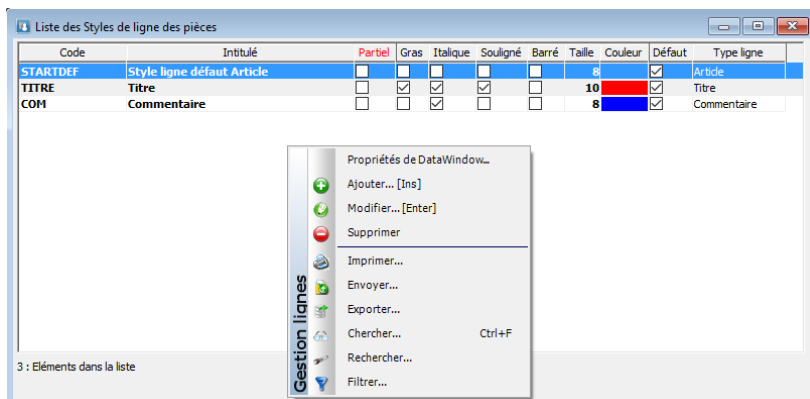 Liste des Styles de ligne des pièces
Code Intitulé Partiel Gras Italique Souligné Barré Taille Couleur Défaut Type ligne
STARTDEF Style ligne défaut Article 8 Article
TITRE Titre 10 Titre
COM Commentaire 8 Commentaire
Gestion lignes
Propriétés de DataWindow...
Ajouter... [Ins]
Modifier... [Enter]
Supprimer
Imprimer...
Envoyer...
Exporter...
Chercher... Ctrl+F
Rechercher...
Filtrer...
3 : Eléments dans la liste